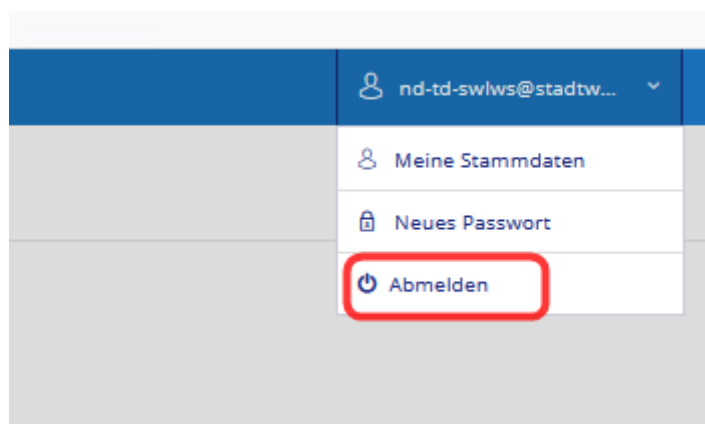 nd-td-swlws@stadtw...
Meine Stammdaten
Neues Passwort
Abmelden